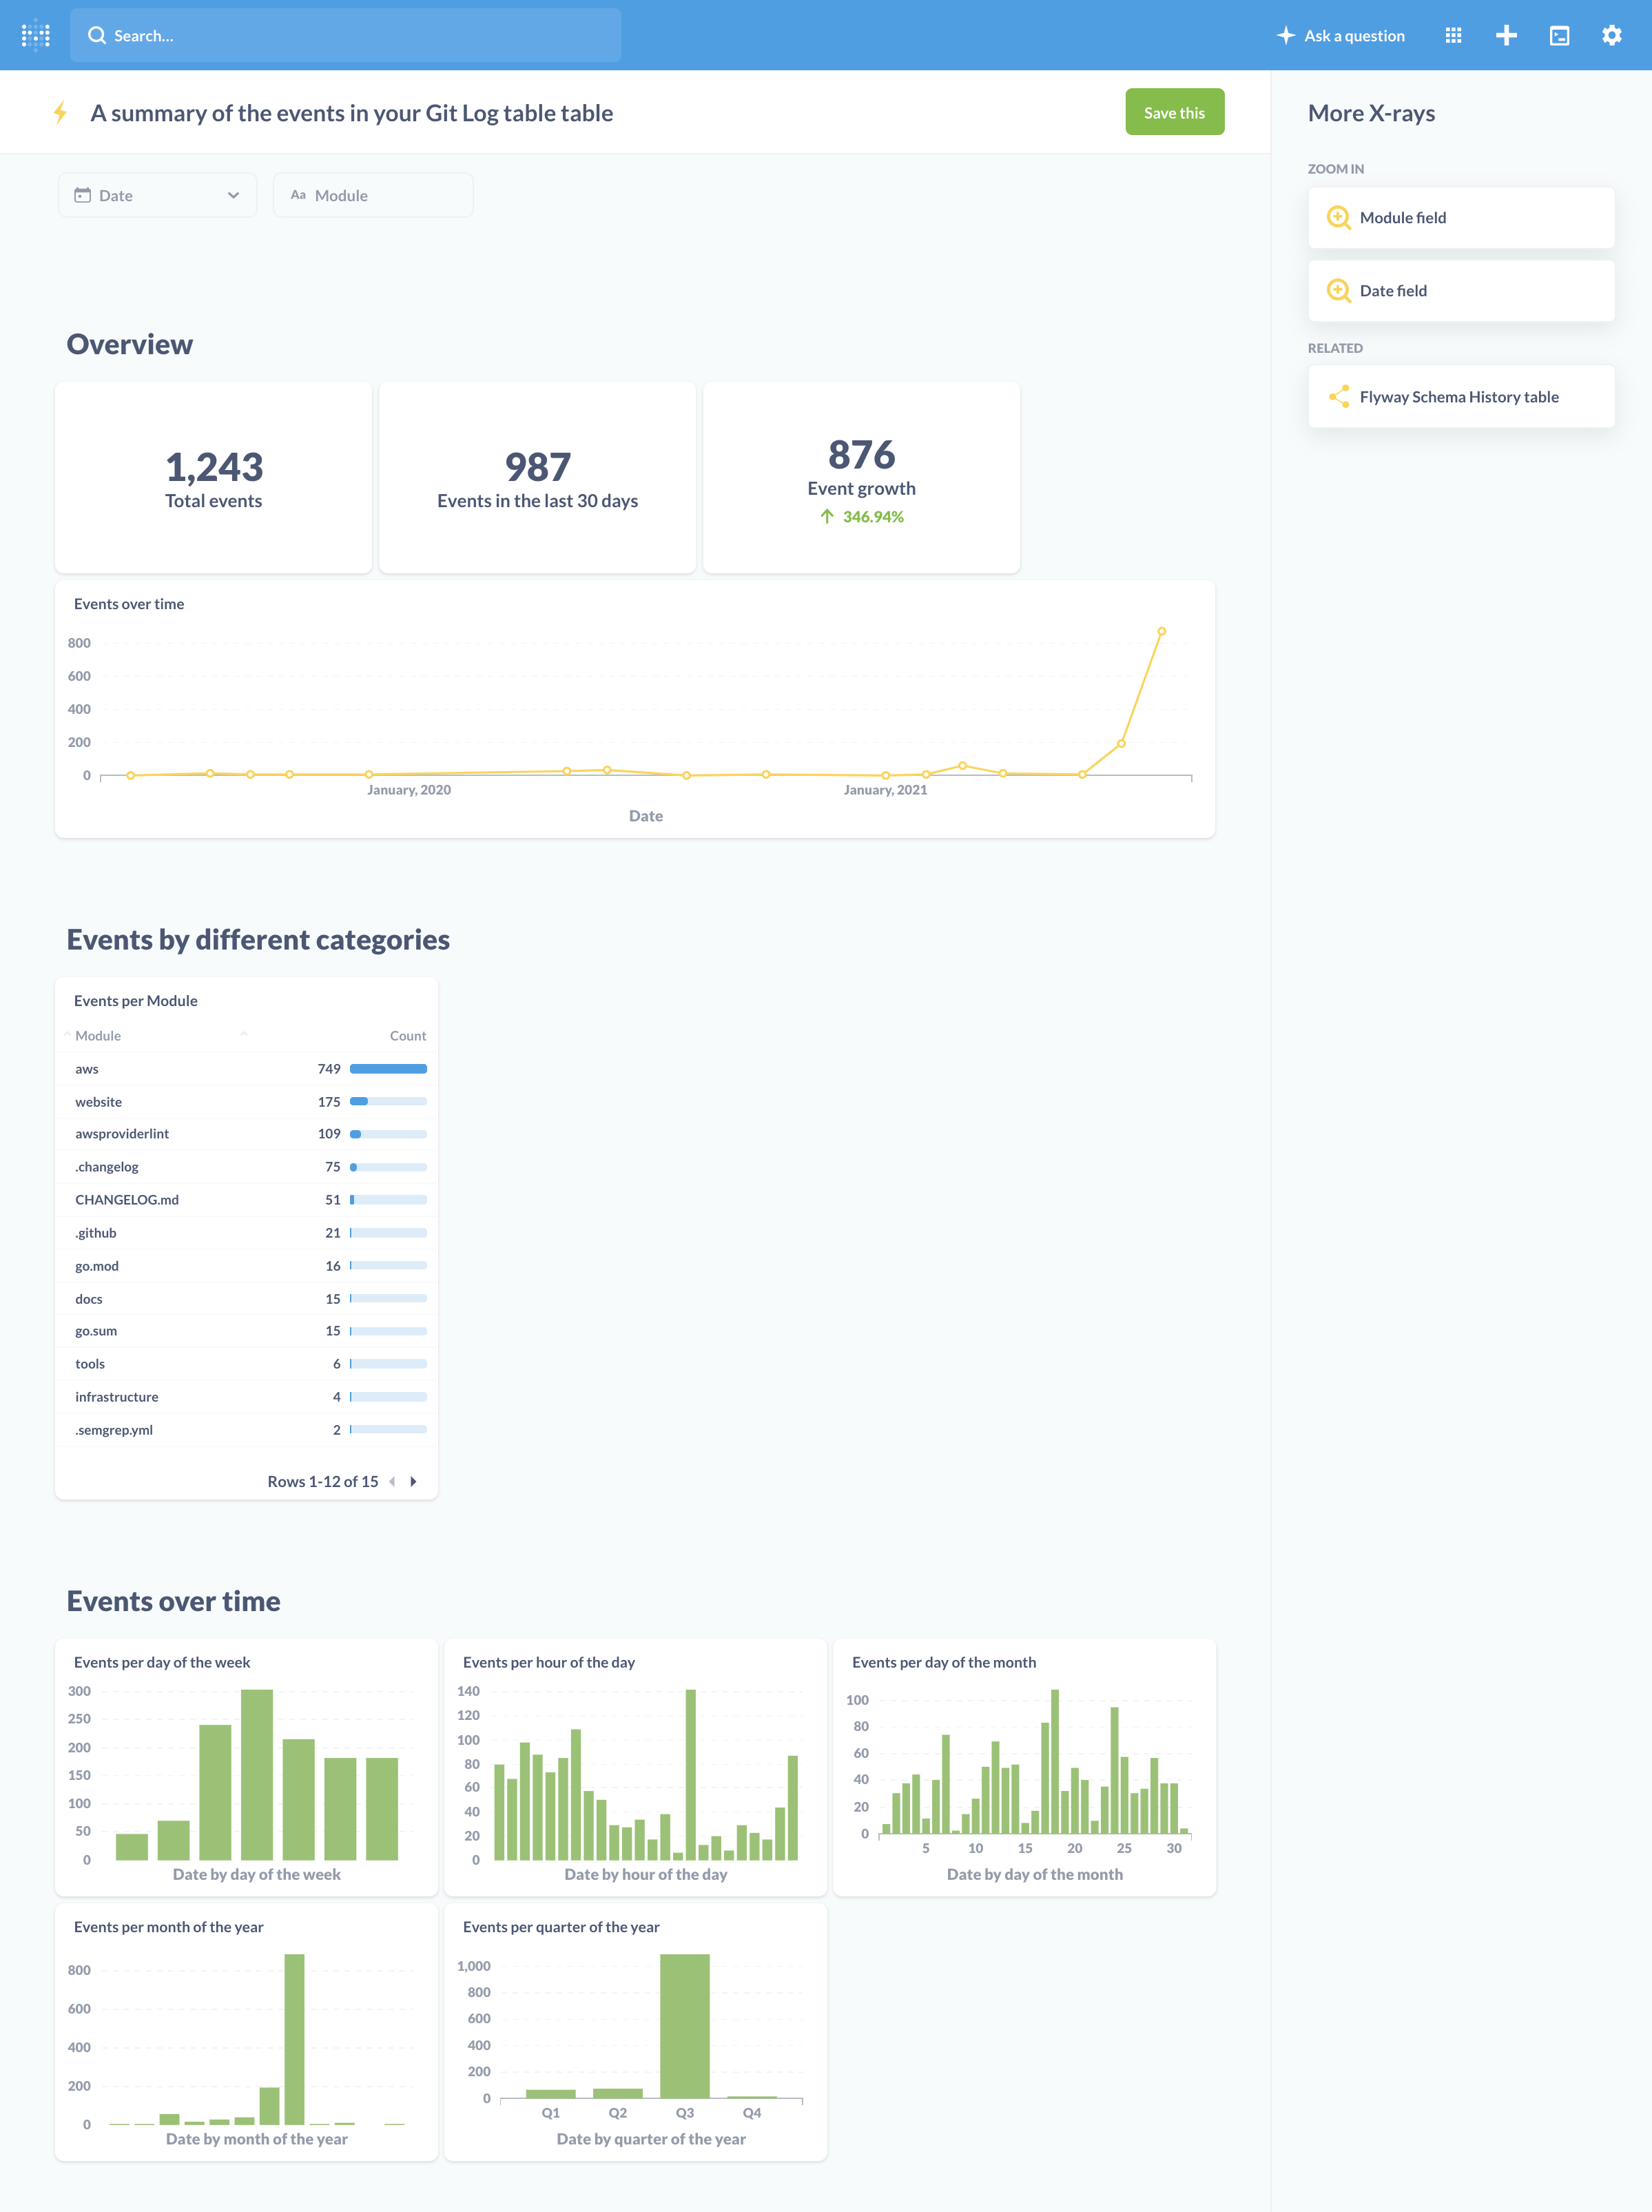 Search...
Ask a question
A summary of the events in your Git Log table table
Save this
More X-rays
Date
Aa Module
ZOOM IN
Module field
Date field
RELATED
Flyway Schema History table
Overview
1,243
Total events
987
Events in the last 30 days
876
Event growth
346.94%
Events over time
800
600
400
200
0
January, 2020
January, 2021
Date
Events by different categories
Events per Module
Module Count
aws 749
website 175
awsproviderlint 109
.changelog 75
CHANGELOG.md 51
.github 21
go.mod 16
docs 15
go.sum 15
tools 6
infrastructure 4
.semgrep.yml 2
Rows 1-12 of 15
Events over time
Events per day of the week
300
250
200
150
100
50
0
Date by day of the week
Events per hour of the day
140
120
100
80
60
40
20
0
Date by hour of the day
Events per day of the month
100
80
60
40
20
0
5 10 15 20 25 30
Date by day of the month
Events per month of the year
800
600
400
200
0
Date by month of the year
Events per quarter of the year
1,000
800
600
400
200
0
Q1 Q2 Q3 Q4
Date by quarter of the year